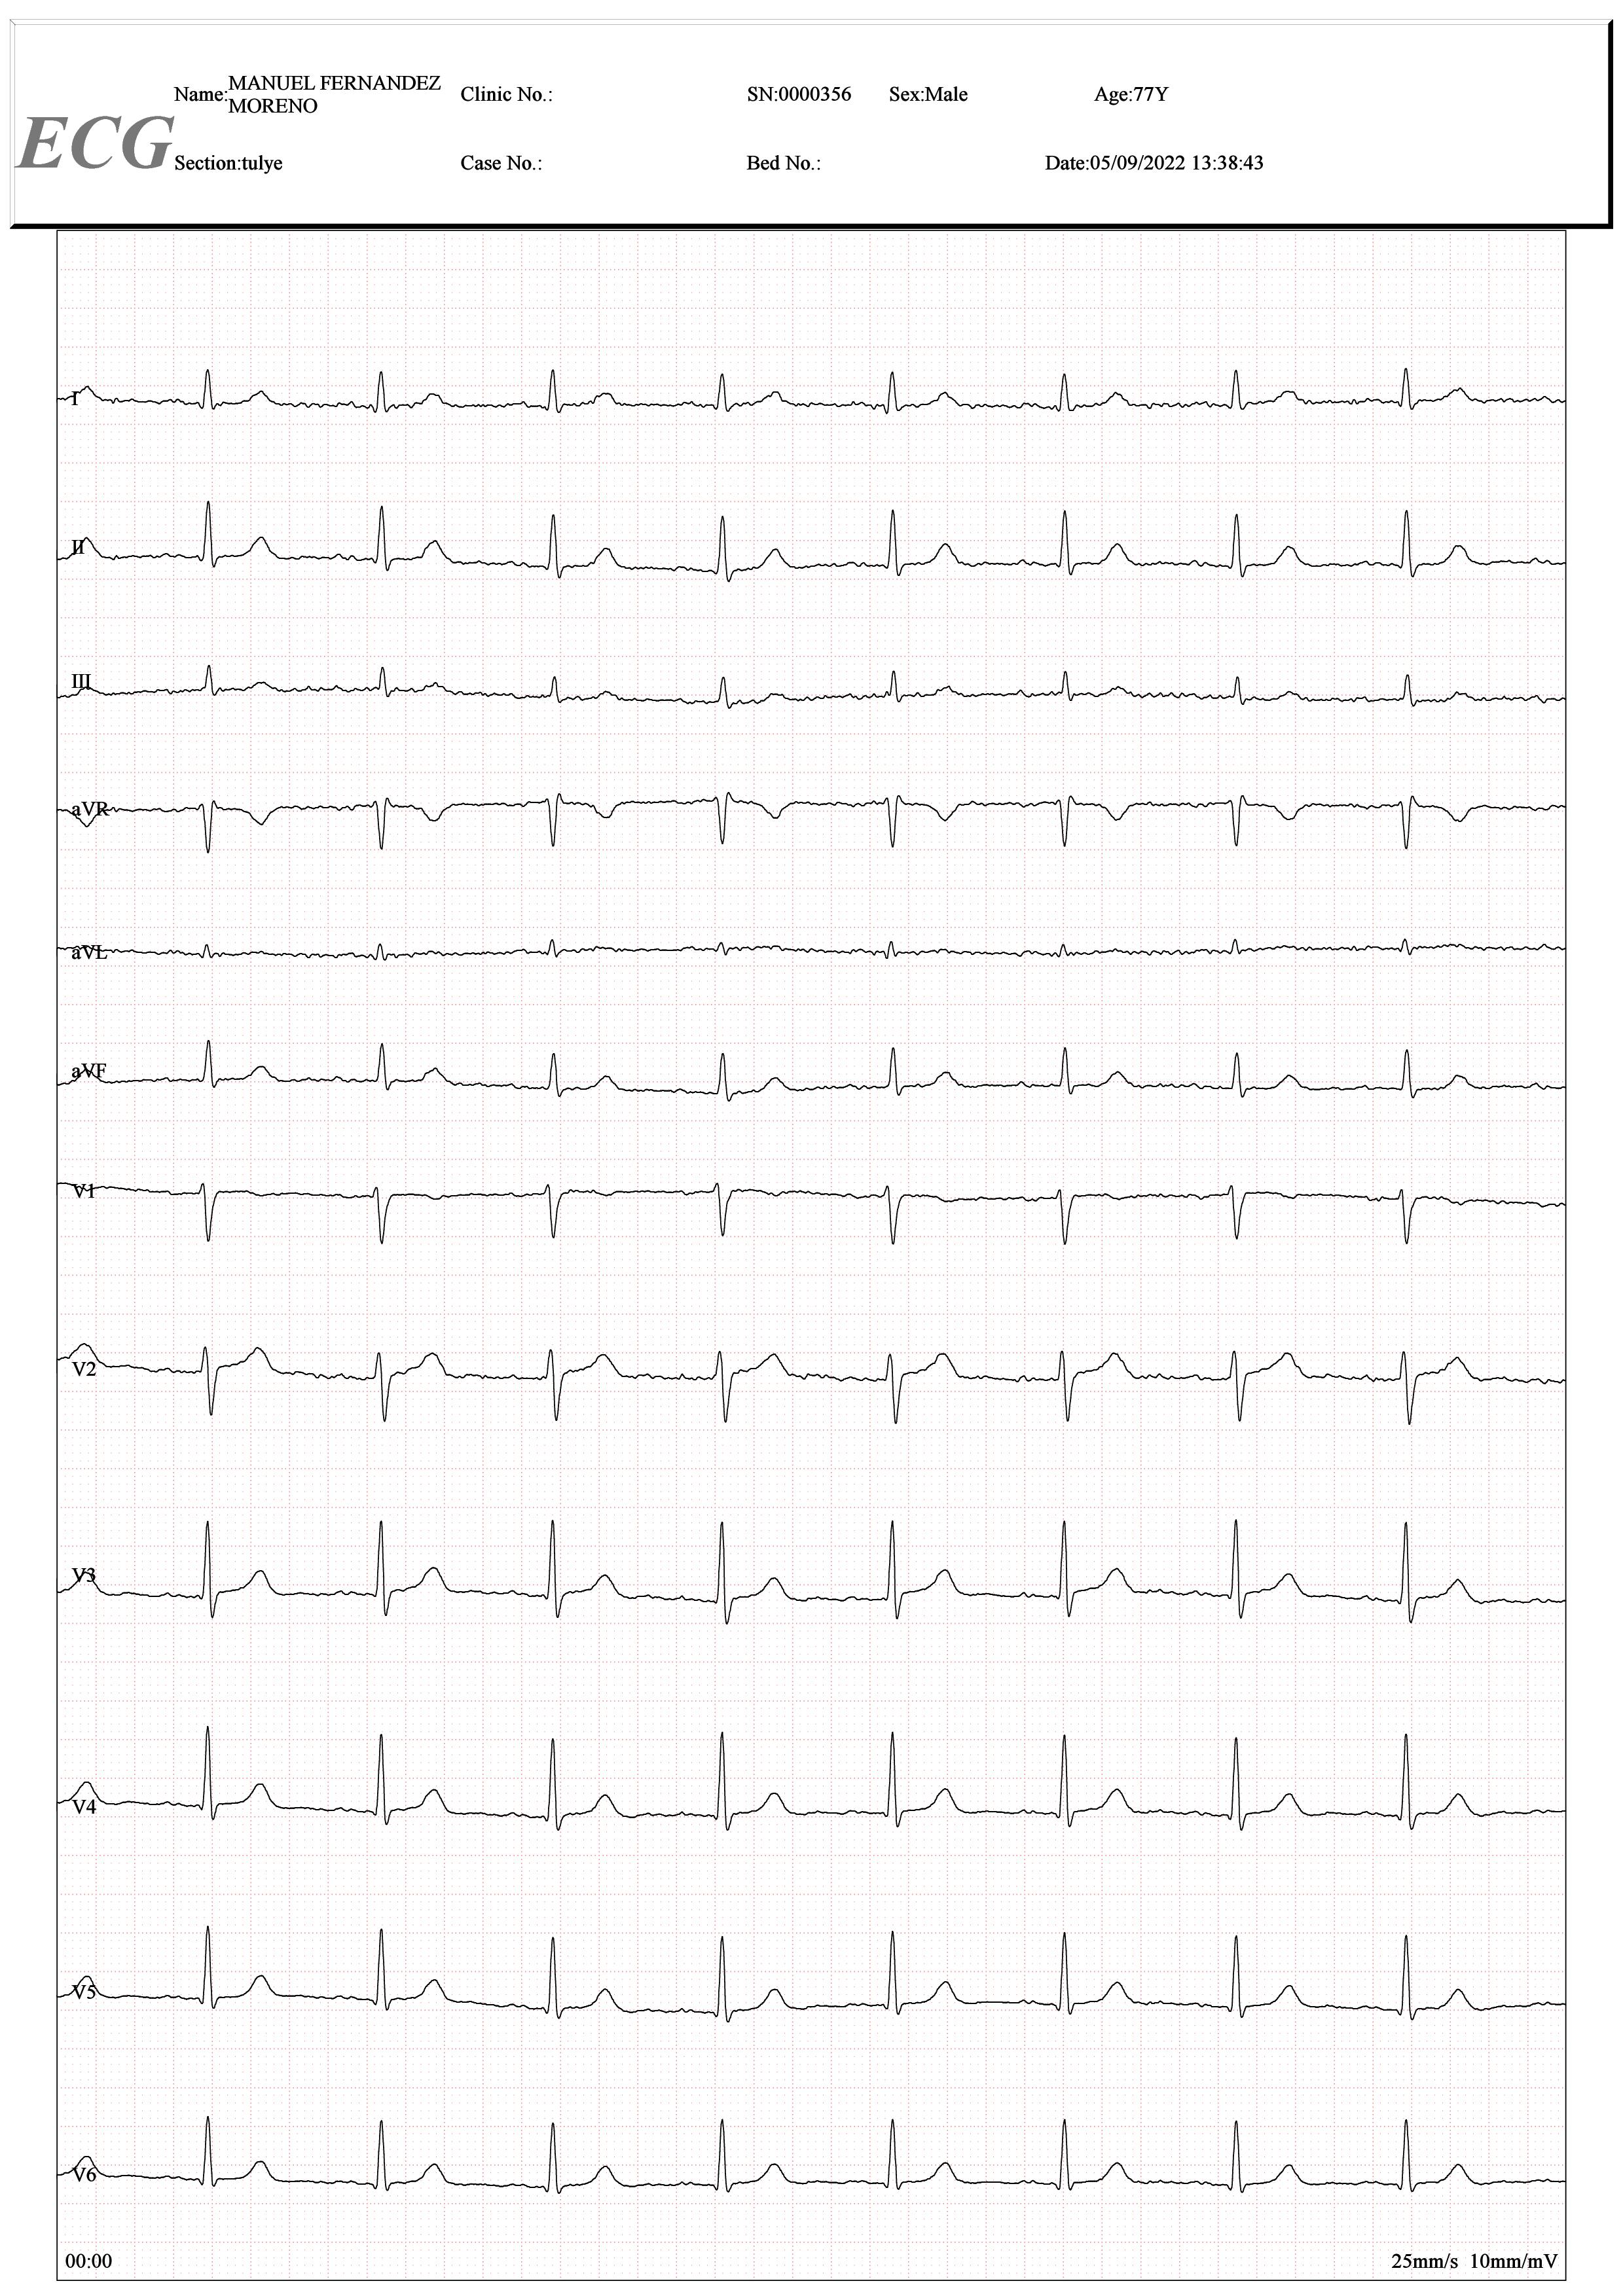 ECG
Name:MANUEL FERNANDEZ MORENO Clinic No.: SN:0000356 Sex:Male Age:77Y
Section:tulye Case No.: Bed No.: Date:05/09/2022 13:38:43
I
II
III
aVR
aVL
aVF
V1
V2
V3
V4
V5
V6
00:00 25mm/s 10mm/mV